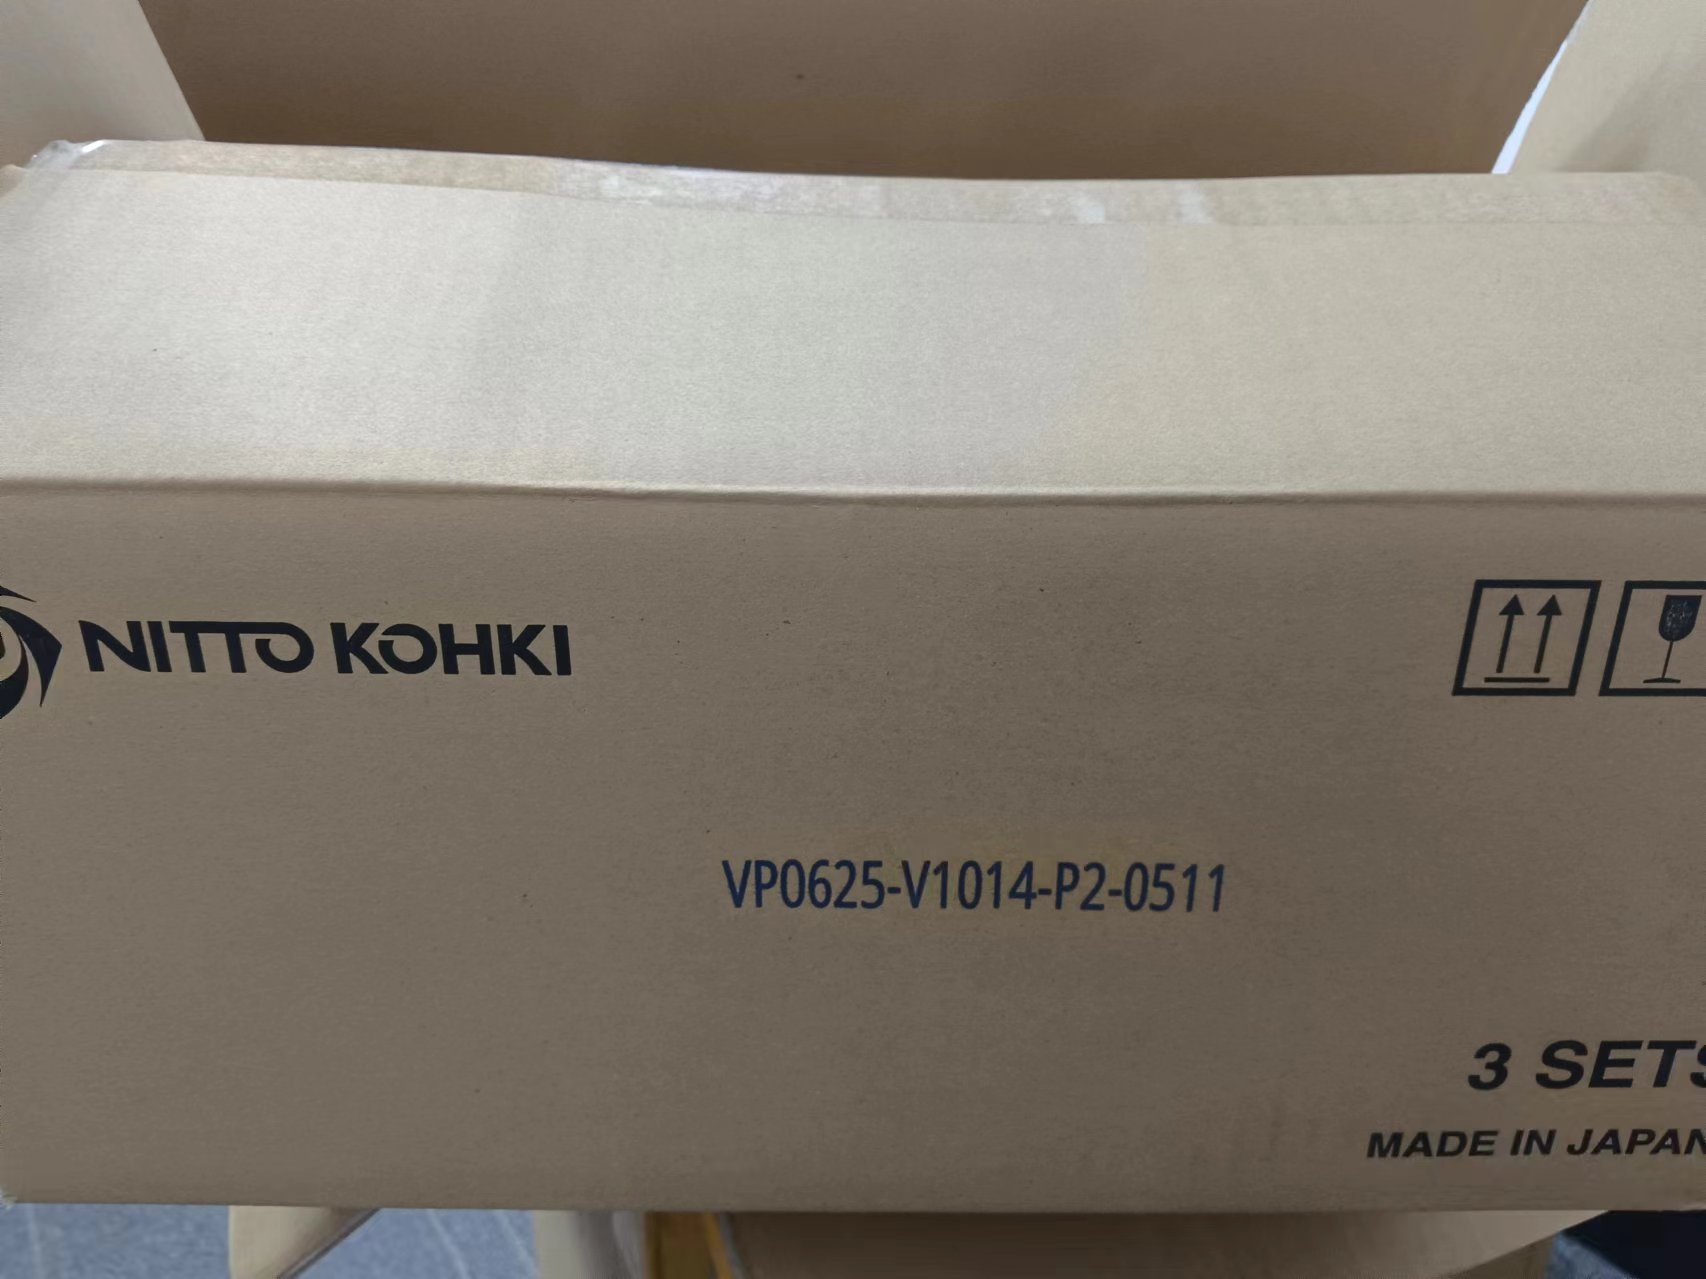 NITTO KOHKI
VP0625-V1014-P2-0511
3 SETS
MADE IN JAPAN